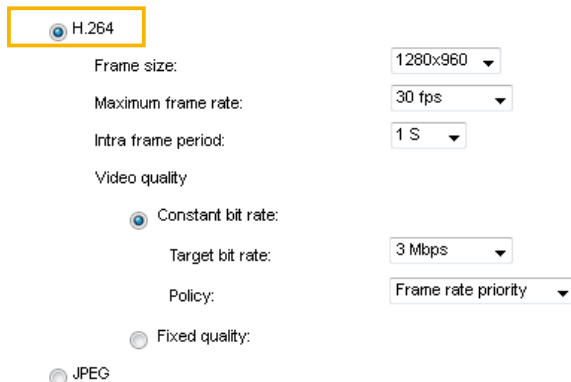 H.264
Frame size: 1280x960
Maximum frame rate: 30 fps
Intra frame period: 1 S
Video quality
Constant bit rate:
Target bit rate: 3 Mbps
Policy: Frame rate priority
Fixed quality:
JPEG